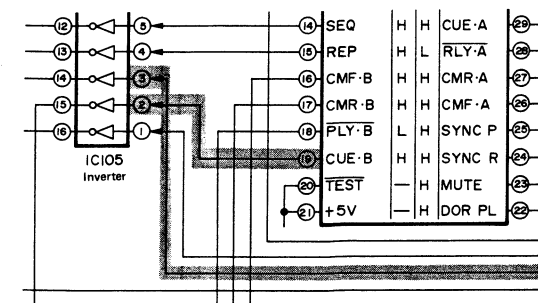 12 5 14 SEQ H H CUE·A 29
13 4 15 REP H L RLY·A 28
14 3 16 CMF·B H H CMR·A 27
15 2 17 CMR·B H H CMF·A 26
16 1 18 PLY·B L H SYNC P 25
IC105 19 CUE·B H H SYNC R 24
Inverter 20 TEST — H MUTE 23
21 +5V — H DOR PL 22